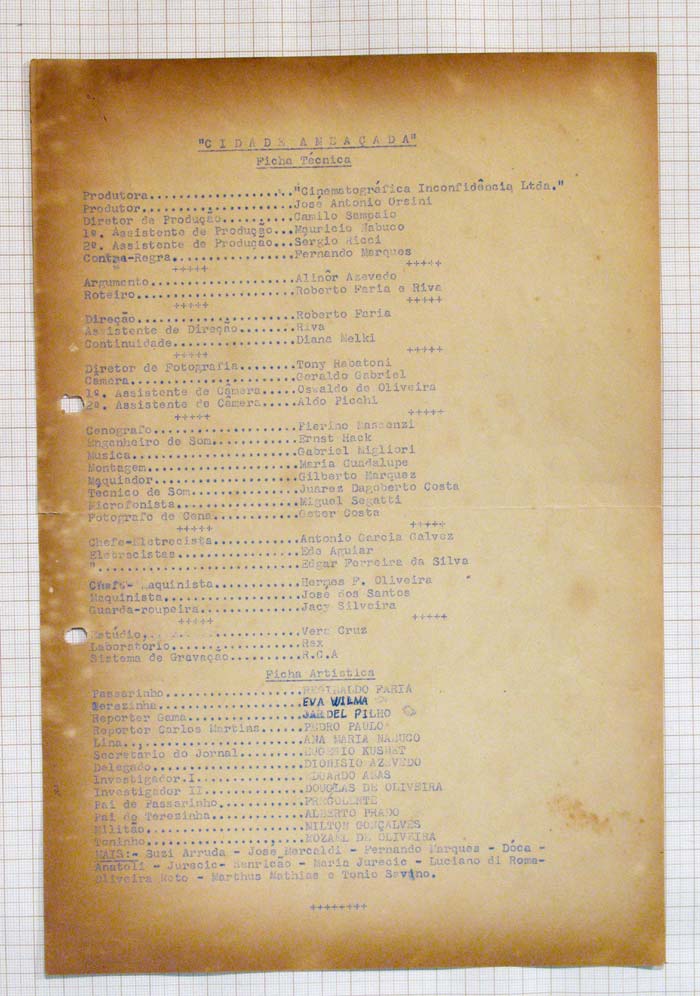 "CIDADE AMEAÇADA"
Ficha Técnica
Produtora......................"Cinematográfica Inconfidência Ltda."
Produtor.......................José Antonio Orsini
Diretor de Produção............Camilo Sampaio
1º. Assistente de Produção...Mauricio Nabuco
2º. Assistente de Produção...Sergio Ricci
Contra-Regra...................Fernando Marques
+++++ +++++
Argumento......................Alinôr Azevedo
Roteiro........................Roberto Faria e Riva
+++++ +++++
Direção........................Roberto Faria
Assistente de Direção.......Riva
Continuidade...................Diana Melki
+++++ +++++
Diretor de Fotografia.......Tony Rabatoni
Câmera.........................Geraldo Gabriel
1º. Assistente de Câmera.....Oswaldo de Oliveira
2º. Assistente de Câmera.....Aldo Picchi
+++++ +++++
Cenografo......................Pierino Massenzi
Engenheiro de Som............Ernst Hack
Musica.........................Gabriel Migliori
Montagem.......................Maria Guadalupe
Maquiador......................Gilberto Marquez
Tecnico de Som...............Juarez Dagoberto Costa
Microfonista...................Miguel Segatti
Fotografo de Cena............Oster Costa
+++++ +++++
Chefe-Eletrecista............Antonio Garcia Galvez
Eletrecistas...................Edo Aguiar
"..............................Edgar Ferreira da Silva
Chefe-Maquinista.............Hermes F. Oliveira
Maquinista.....................José dos Santos
Guarda-roupeira..............Jacy Silveira
+++++ +++++
Estúdio,.......................Vera Cruz
Laboratorio....................Rex
Sistema de Gravação..........R.C.A
Ficha Artistica
Passarinho.....................REGINALDO FARIA
Terezinha......................EVA WILMA
Reporter Gama................JARDEL FILHO
Reporter Carlos Martins.....PEDRO PAULO
Lina...........................ANA MARIA NABUCO
Secretario do Jornal........EUGENIO KUSNET
Delegado.......................DIONISIO AZEVEDO
Investigador.I...............EDUARDO ABAS
Investigador II..............DOUGLAS DE OLIVEIRA
Pai de Passarinho............FREGOLENTE
Pai de Terezinha.............ALBERTO PRADO
Militão........................MILTON GONÇALVES
Toninho........................MOZAEL DE OLIVEIRA
MAIS:- Suzi Arruda - José Mercaldi - Fernando Marques - Dóca -
Anatoli - Jurecic- Henricão - Maria Jurecic - Luciano di Roma-
Oliveira Neto - Marthus Mathias e Tonio Savino.
++++++++